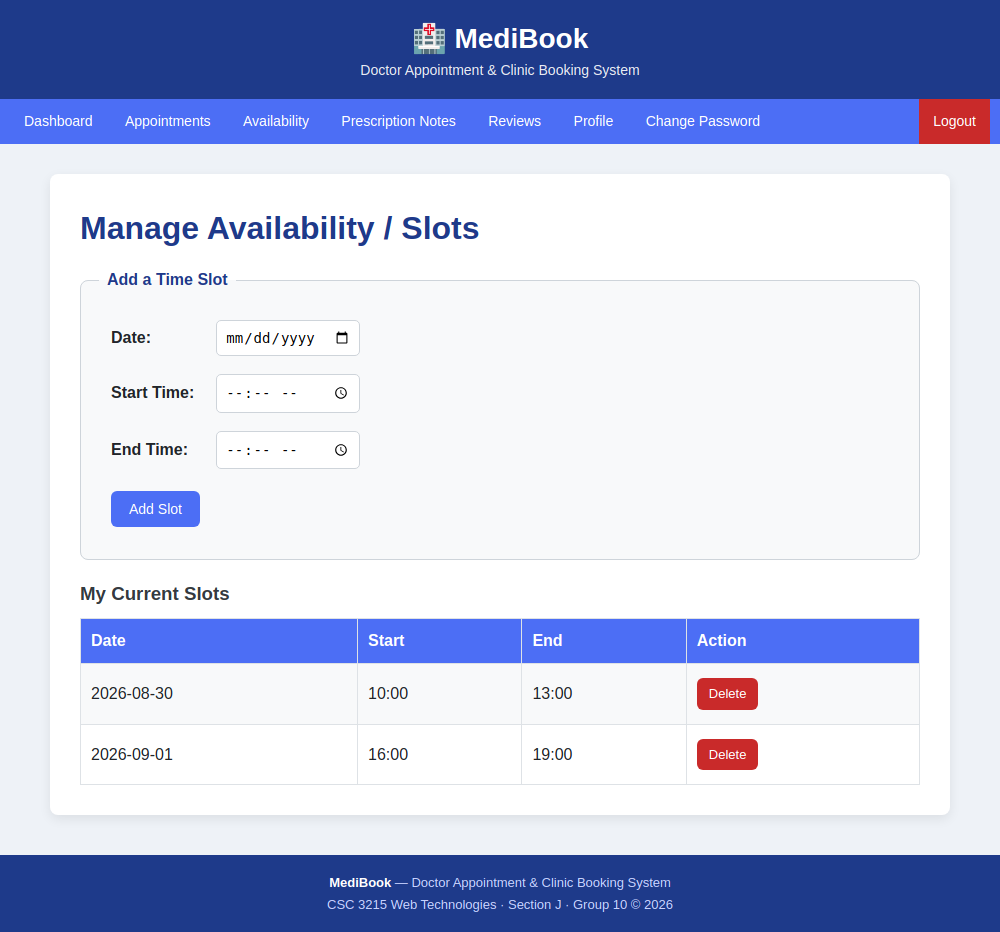 MediBook
Doctor Appointment & Clinic Booking System
Dashboard Appointments Availability Prescription Notes Reviews Profile Change Password Logout
Manage Availability / Slots
Add a Time Slot
Date: mm/dd/yyyy
Start Time: --:-- --
End Time: --:-- --
Add Slot
My Current Slots
Date Start End Action
2026-08-30 10:00 13:00 Delete
2026-09-01 16:00 19:00 Delete
MediBook — Doctor Appointment & Clinic Booking System
CSC 3215 Web Technologies · Section J · Group 10 © 2026